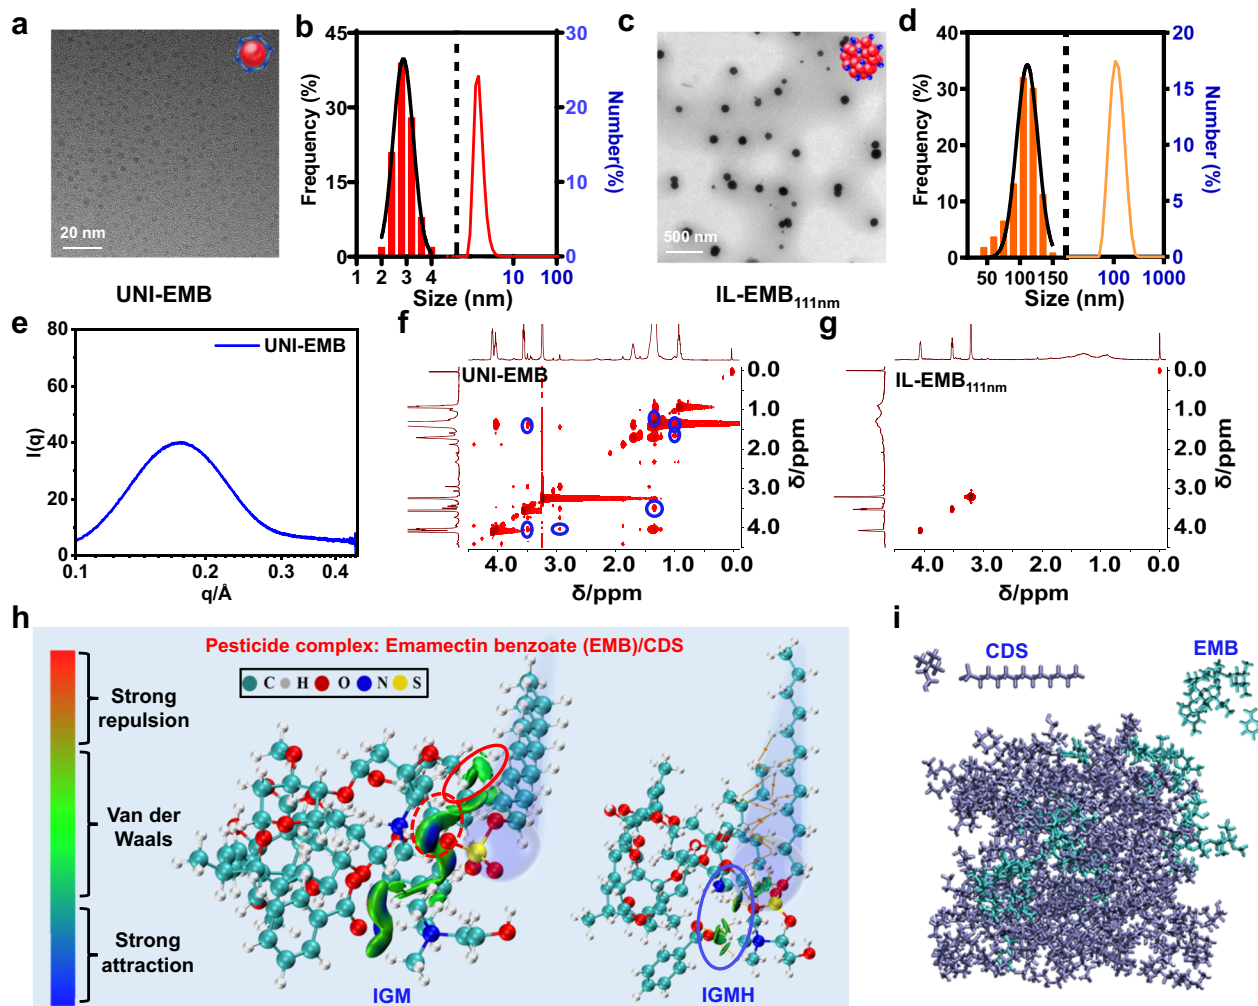 a
20 nm
UNI-EMB
b
45
30
15
0
Frequency (%)
30
20
10
0
Number(%)
1 2 3 4 10 100
Size (nm)
c
500 nm
IL-EMB111nm
d
40
30
20
10
0
Frequency (%)
20
15
10
5
0
Number (%)
50 100 150 100 1000
Size (nm)
e
80
60
40
20
0
I(q)
UNI-EMB
0.1 0.2 0.3 0.4
q/Å
f
UNI-EMB
0.0
1.0
2.0
3.0
4.0
δ/ppm
4.0 3.0 2.0 1.0 0.0
δ/ppm
g
IL-EMB111nm
0.0
1.0
2.0
3.0
4.0
δ/ppm
4.0 3.0 2.0 1.0 0.0
δ/ppm
h
Pesticide complex: Emamectin benzoate (EMB)/CDS
C H O N S
Strong
repulsion
Van der
Waals
Strong
attraction
IGM
IGMH
i
CDS
EMB